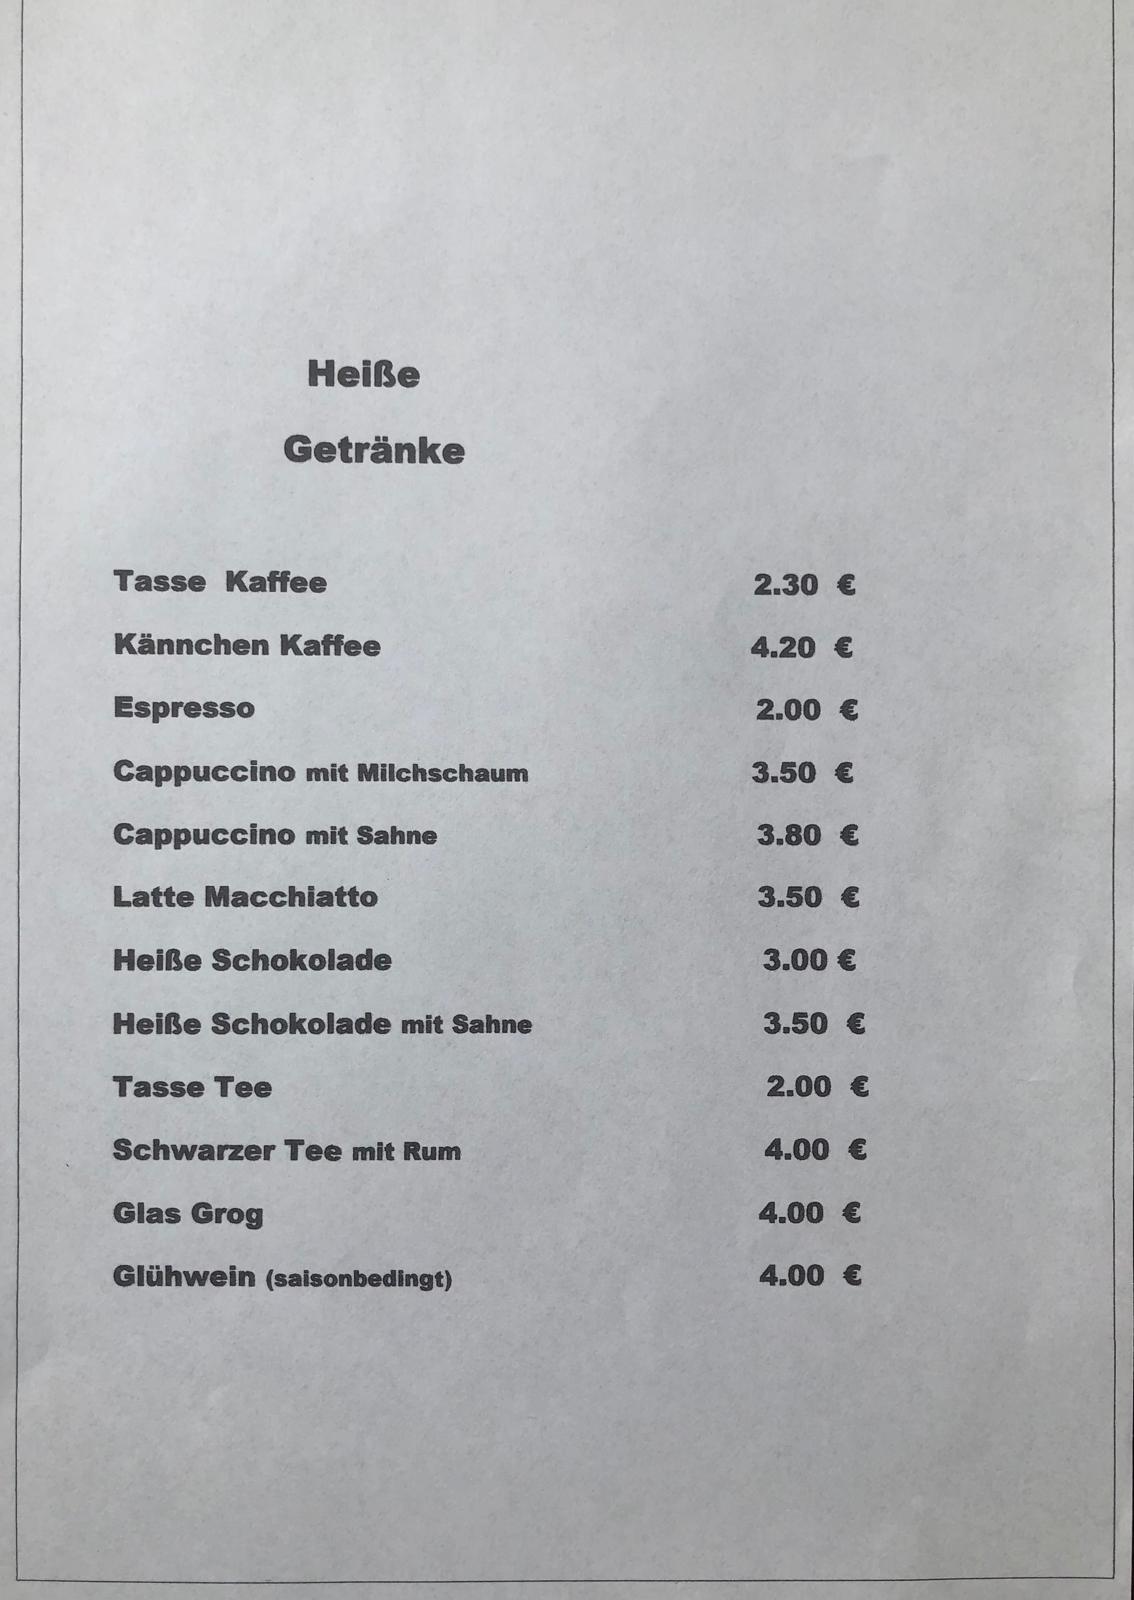 Heiße
Getränke
Tasse Kaffee 2.30 €
Kännchen Kaffee 4.20 €
Espresso 2.00 €
Cappuccino mit Milchschaum 3.50 €
Cappuccino mit Sahne 3.80 €
Latte Macchiatto 3.50 €
Heiße Schokolade 3.00 €
Heiße Schokolade mit Sahne 3.50 €
Tasse Tee 2.00 €
Schwarzer Tee mit Rum 4.00 €
Glas Grog 4.00 €
Glühwein (saisonbedingt) 4.00 €